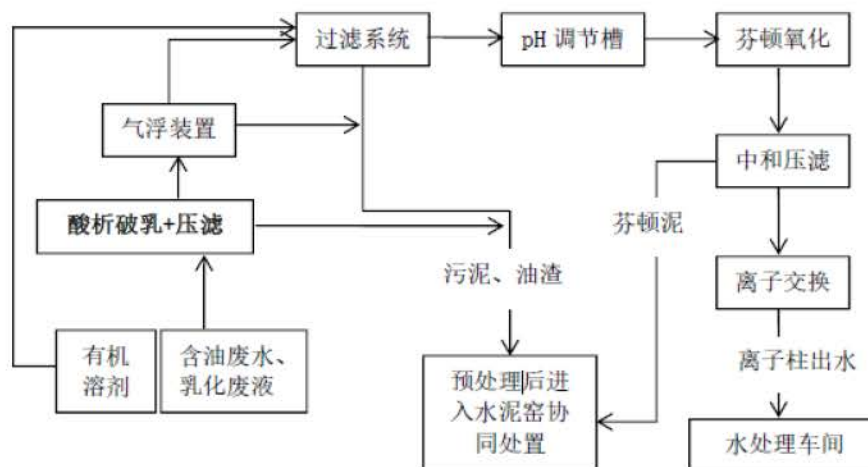 过滤系统
pH 调节槽
芬顿氧化
气浮装置
中和压滤
酸析破乳+压滤
芬顿泥
污泥、油渣
离子交换
有机
溶剂
含油废水、
乳化废液
预处理后进
入水泥窑协
同处置
离子柱出水
水处理车间